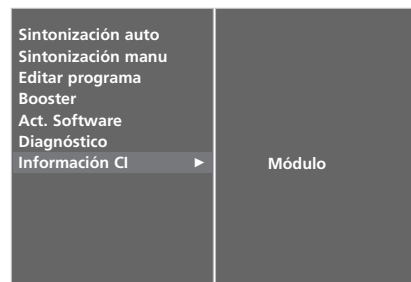 Sintonización auto
Sintonización manu
Editar programa
Booster
Act. Software
Diagnóstico
Información CI ►
Módulo